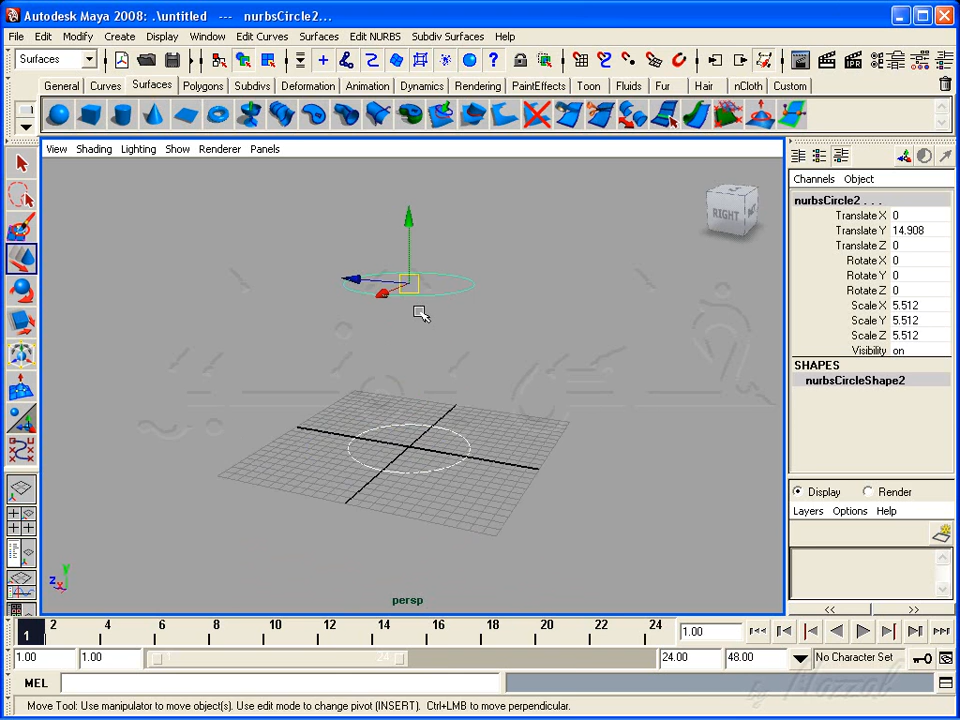 Autodesk Maya 2008: .\untitled --- nurbsCircle2...
File Edit Modify Create Display Window Edit Curves Surfaces Edit NURBS Subdiv Surfaces Help
Surfaces
General Curves Surfaces Polygons Subdivs Deformation Animation Dynamics Rendering PaintEffects Toon Fluids Fur Hair nCloth Custom
View Shading Lighting Show Renderer Panels
Channels Object
nurbsCircle2 . . .
Translate X 0
Translate Y 14.908
Translate Z 0
Rotate X 0
Rotate Y 0
Rotate Z 0
Scale X 5.512
Scale Y 5.512
Scale Z 5.512
Visibility on
SHAPES
nurbsCircleShape2
RIGHT
Display Render
Layers Options Help
y
z x
persp
<< >>
1 2 4 6 8 10 12 14 16 18 20 22 24 1.00
1.00 1.00 1 24 24.00 48.00 No Character Set
MEL
by Mazzal
Move Tool: Use manipulator to move object(s). Use edit mode to change pivot (INSERT). Ctrl+LMB to move perpendicular.